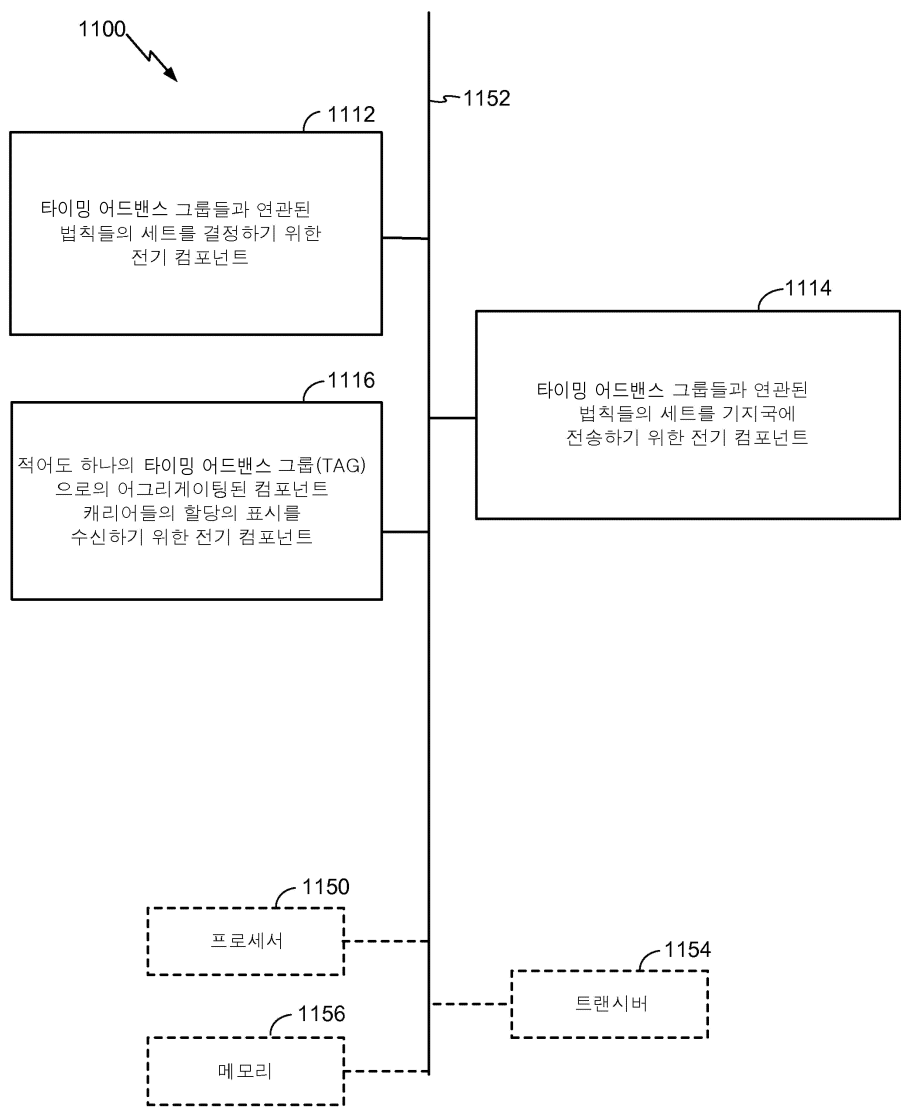 1100
1152
1112
타이밍 어드밴스 그룹들과 연관된
법칙들의 세트를 결정하기 위한
전기 컴포넌트
1114
타이밍 어드밴스 그룹들과 연관된
법칙들의 세트를 기지국에
전송하기 위한 전기 컴포넌트
1116
적어도 하나의 타이밍 어드밴스 그룹(TAG)
으로의 어그리게이팅된 컴포넌트
캐리어들의 할당의 표시를
수신하기 위한 전기 컴포넌트
1150
프로세서
1154
트랜시버
1156
메모리